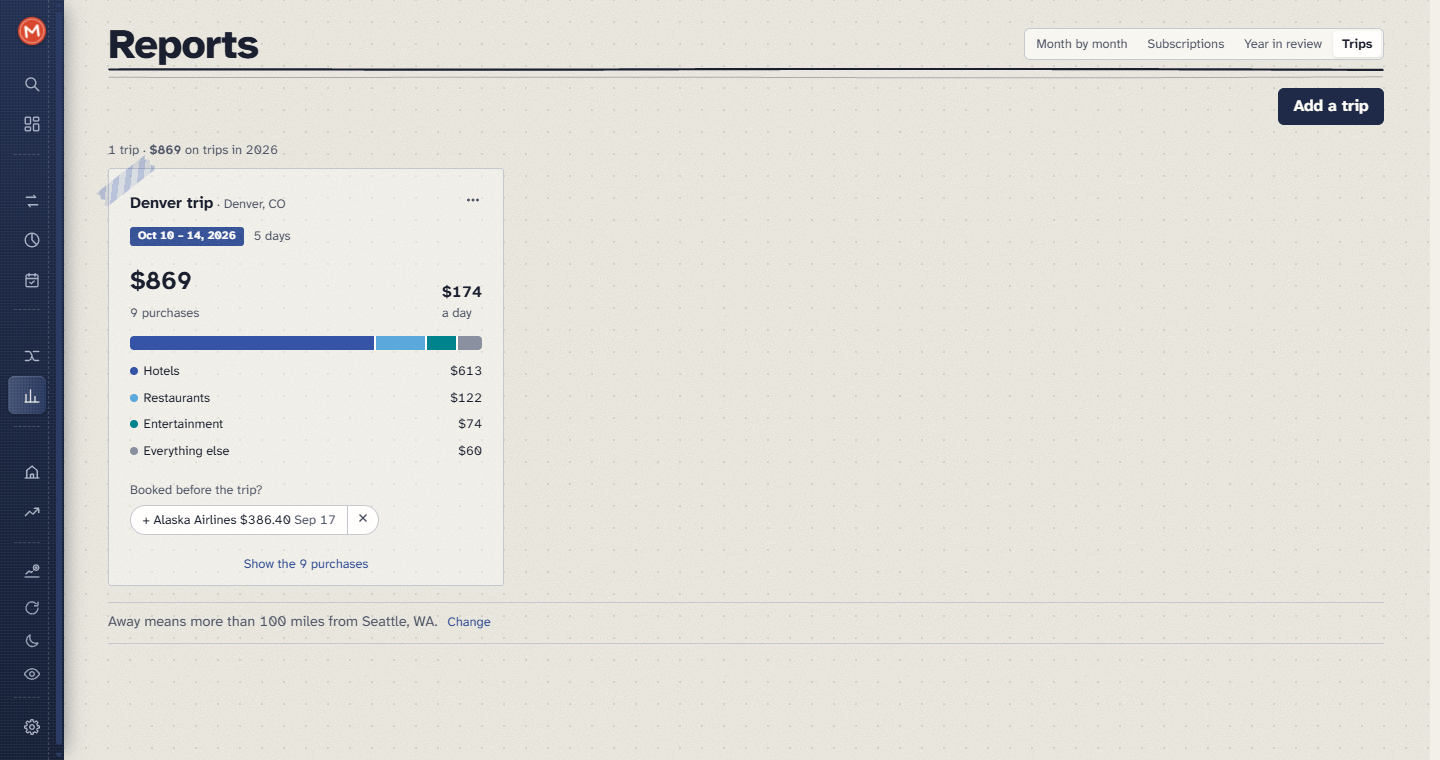 M
Reports
Month by month Subscriptions Year in review Trips
Add a trip
1 trip · $869 on trips in 2026
Denver trip · Denver, CO
Oct 10 – 14, 2026 5 days
$869
$174
9 purchases a day
Hotels $613
Restaurants $122
Entertainment $74
Everything else $60
Booked before the trip?
+ Alaska Airlines $386.40 Sep 17 ✕
Show the 9 purchases
Away means more than 100 miles from Seattle, WA. Change